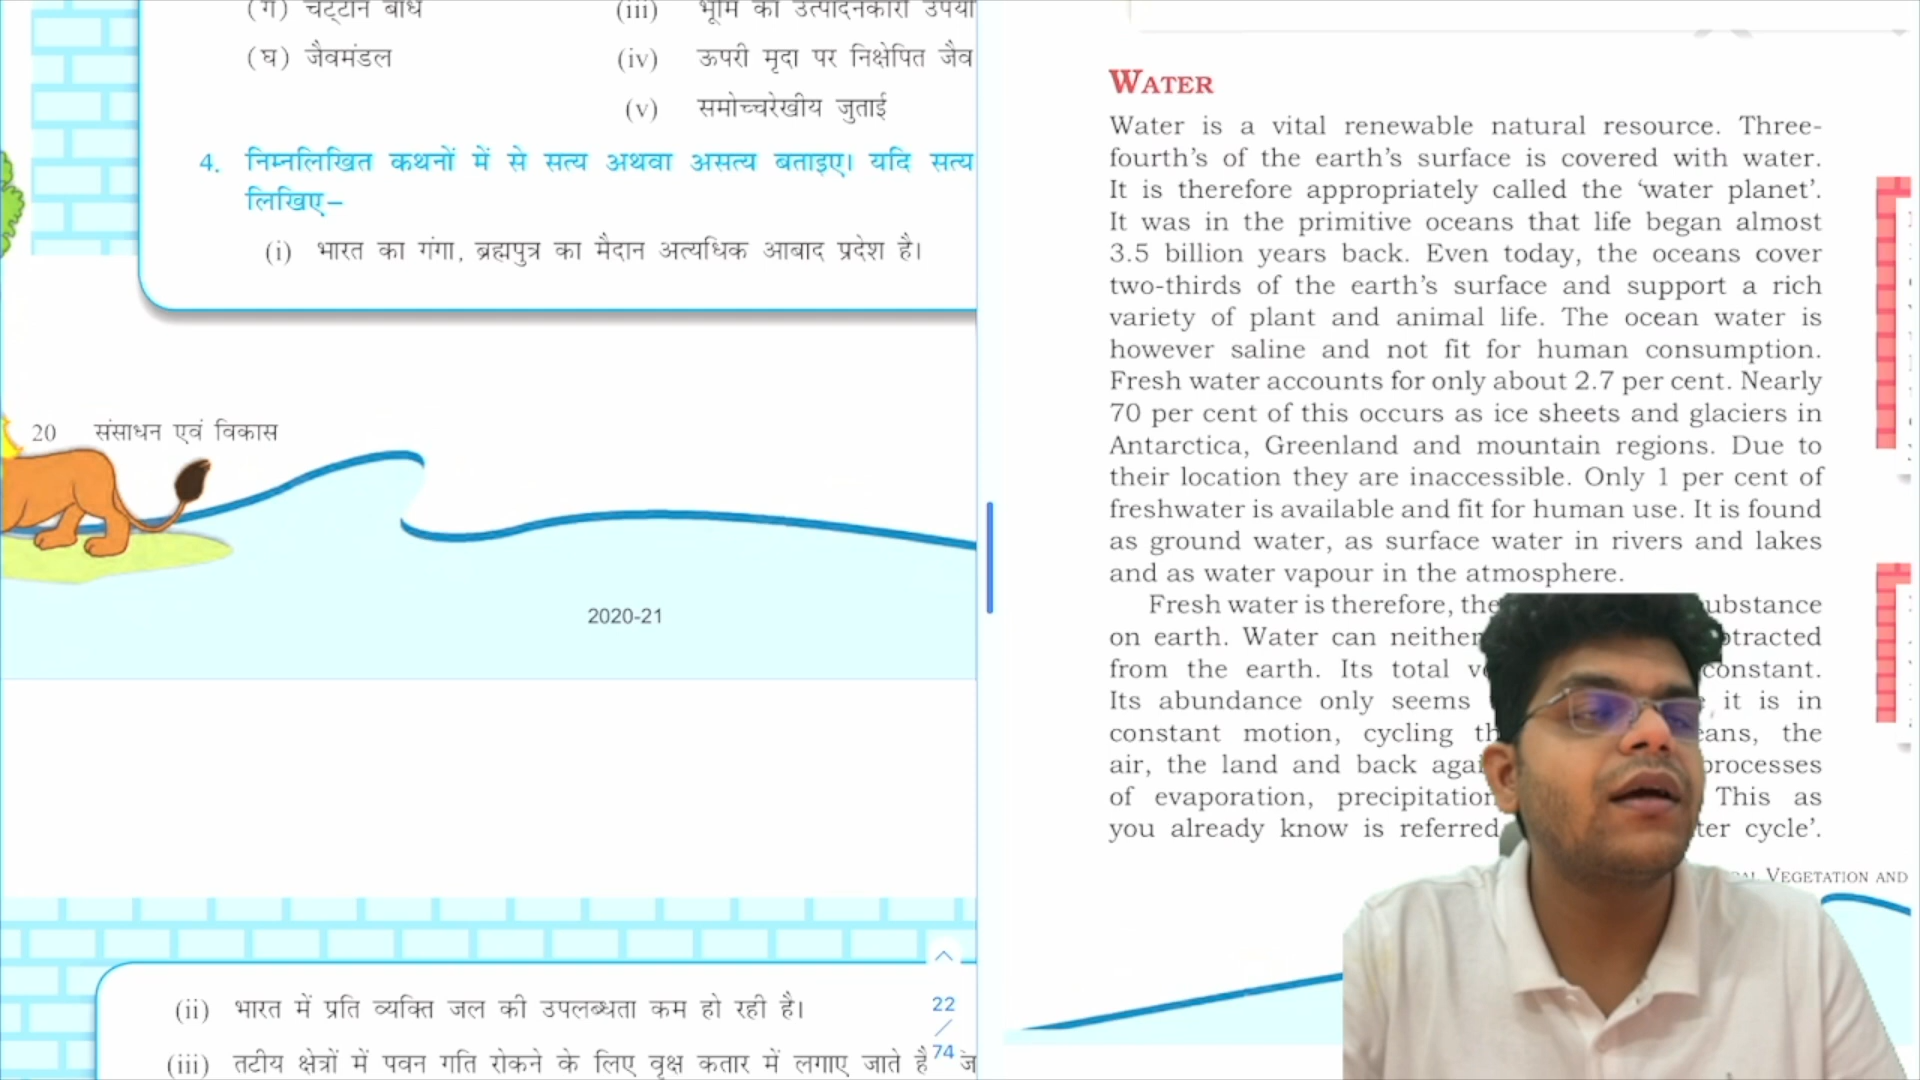 (ग) चट्टान बाँध
(iii) भूमि का उत्पादनकारी
(घ) जैवमंडल
(iv) ऊपरी मृदा पर निक्षेपित जैव
(v) समोच्चरेखीय जुताई
4. निम्नलिखित कथनों में से सत्य अथवा असत्य बताइए। यदि सत्य
लिखिए–
(i) भारत का गंगा, ब्रह्मपुत्र का मैदान अत्यधिक आबाद प्रदेश है।
20 संसाधन एवं विकास
2020-21
(ii) भारत में प्रति व्यक्ति जल की उपलब्धता कम हो रही है।
(iii) तटीय क्षेत्रों में पवन गति रोकने के लिए वृक्ष कतार में लगाए जाते है
22
/
74
WATER
Water is a vital renewable natural resource. Three-
fourth’s of the earth’s surface is covered with water.
It is therefore appropriately called the ‘water planet’.
It was in the primitive oceans that life began almost
3.5 billion years back. Even today, the oceans cover
two-thirds of the earth’s surface and support a rich
variety of plant and animal life. The ocean water is
however saline and not fit for human consumption.
Fresh water accounts for only about 2.7 per cent. Nearly
70 per cent of this occurs as ice sheets and glaciers in
Antarctica, Greenland and mountain regions. Due to
their location they are inaccessible. Only 1 per cent of
freshwater is available and fit for human use. It is found
as ground water, as surface water in rivers and lakes
and as water vapour in the atmosphere.
Fresh water is therefore, the
on earth. Water can neither
from the earth. Its total constant.
Its abundance only seems it is in
constant motion, cycling the
air, the land and back processes
of evaporation, precipitation This as
you already know is referred cycle’.
VEGETATION AND